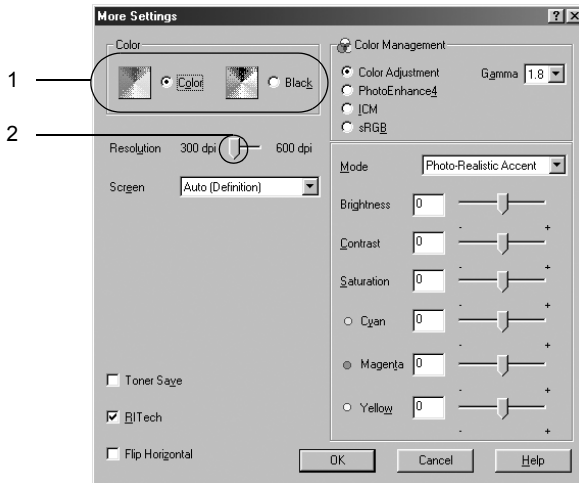 More Settings
? x
1
Color
Color
Black
2
Resolution 300 dpi 600 dpi
Screen Auto (Definition)
Toner Save
RITech
Flip Horizontal
Color Management
Color Adjustment
Gamma 1.8
PhotoEnhance4
ICM
sRGB
Mode Photo-Realistic Accent
Brightness 0
- +
Contrast 0
- +
Saturation 0
- +
Cyan 0
- +
Magenta 0
- +
Yellow 0
- +
OK Cancel Help